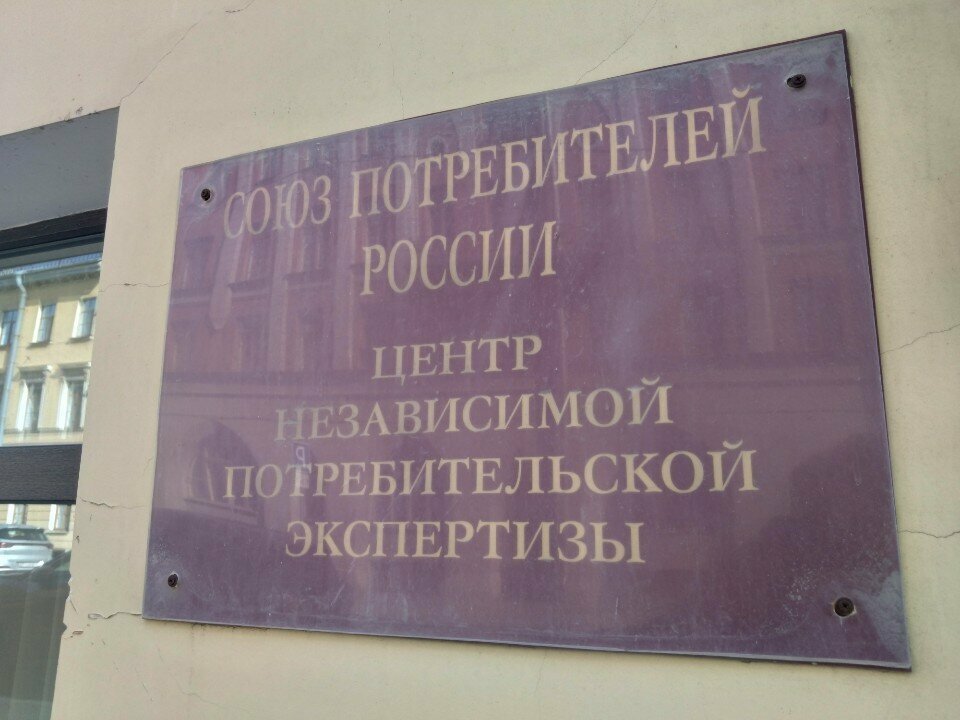 СОЮЗ ПОТРЕБИТЕЛЕЙ
РОССИИ
ЦЕНТР
НЕЗАВИСИМОЙ
ПОТРЕБИТЕЛЬСКОЙ
ЭКСПЕРТИЗЫ